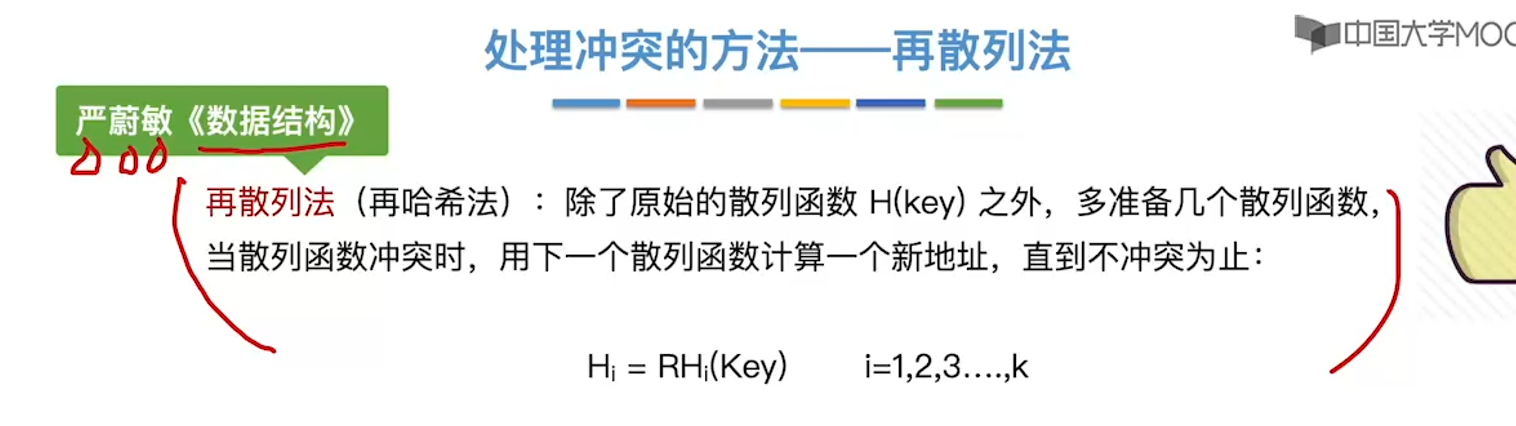 处理冲突的方法——再散列法
中国大学MOO
严蔚敏《数据结构》
再散列法（再哈希法）：除了原始的散列函数 H(key) 之外，多准备几个散列函数，
当散列函数冲突时，用下一个散列函数计算一个新地址，直到不冲突为止：
Hᵢ = RHᵢ(Key) i=1,2,3….,k